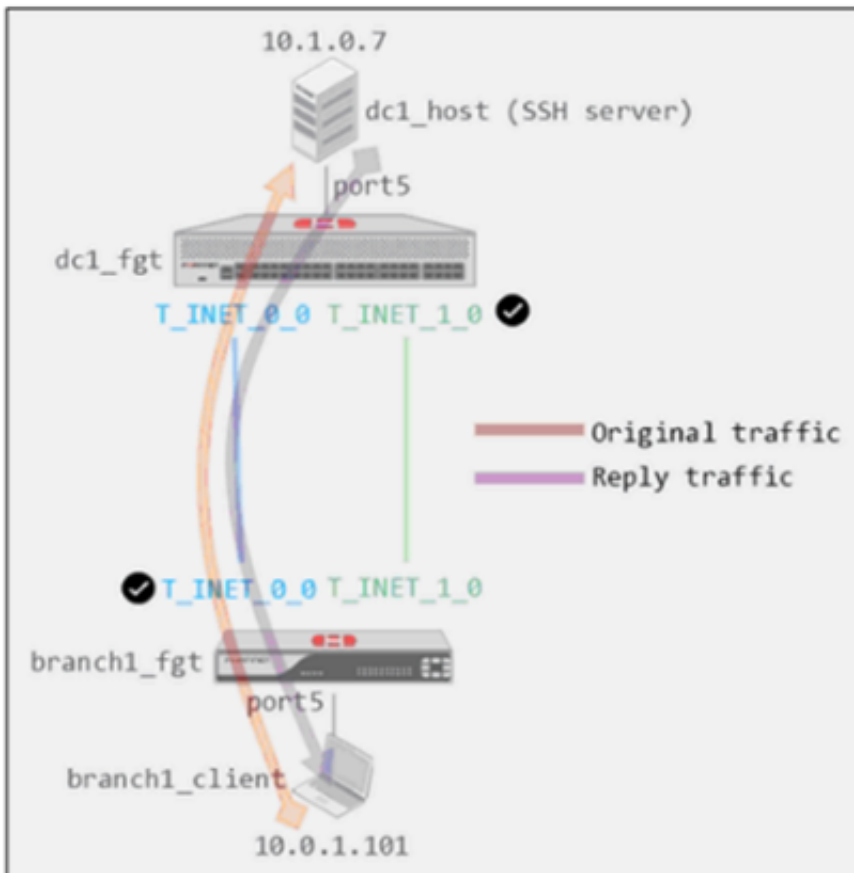 10.1.0.7
dc1_host (SSH server)
port5
dc1_fgt
T_INET_0_0 T_INET_1_0
Original traffic
Reply traffic
T_INET_0_0 T_INET_1_0
branch1_fgt
port5
branch1_client
10.0.1.101